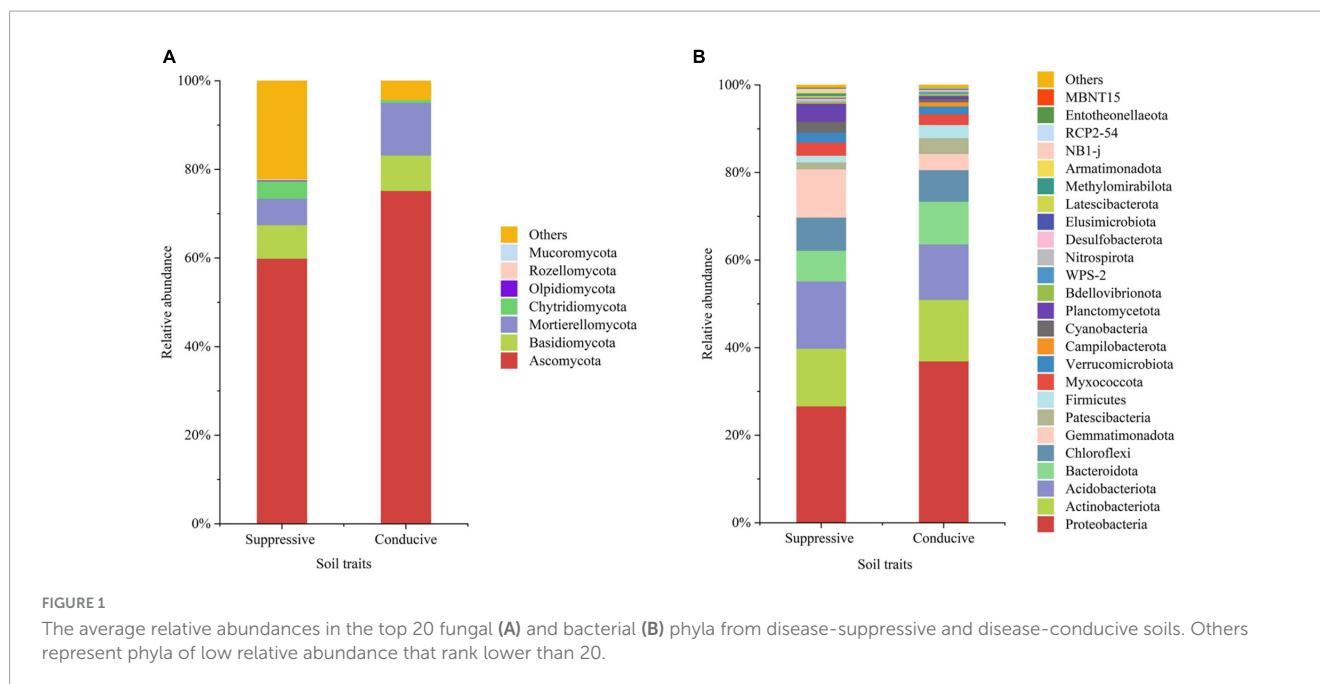 A
100%
80%
60%
40%
20%
0%
Relative abundance
Suppressive
Conducive
Soil traits
Others
Mucoromycota
Rozellomycota
Olpidiomycota
Chytridiomycota
Mortierellomycota
Basidiomycota
Ascomycota
B
100%
80%
60%
40%
20%
0%
Relative abundance
Suppressive
Conducive
Soil traits
Others
MBNT15
Entotheonellaeota
RCP2-54
NB1-j
Armatimonadota
Methylomirabilota
Latescibacterota
Elusimicrobiota
Desulfobacterota
Nitrospirota
WPS-2
Bdellovibrionota
Planctomycetota
Cyanobacteria
Campilobacterota
Verrucomicrobiota
Myxococcota
Firmicutes
Patescibacteria
Gemmatimonadota
Chloroflexi
Bacteroidota
Acidobacteriota
Actinobacteriota
Proteobacteria
FIGURE 1
The average relative abundances in the top 20 fungal (A) and bacterial (B) phyla from disease-suppressive and disease-conducive soils. Others
represent phyla of low relative abundance that rank lower than 20.